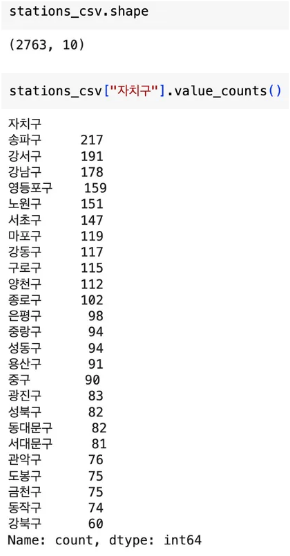 stations_csv.shape
(2763, 10)
stations_csv["자치구"].value_counts()
자치구
송파구 217
강서구 191
강남구 178
영등포구 159
노원구 151
서초구 147
마포구 119
강동구 117
구로구 115
양천구 112
종로구 102
은평구 98
중랑구 94
성동구 94
용산구 91
중구 90
광진구 83
성북구 82
동대문구 82
서대문구 81
관악구 76
도봉구 75
금천구 75
동작구 74
강북구 60
Name: count, dtype: int64